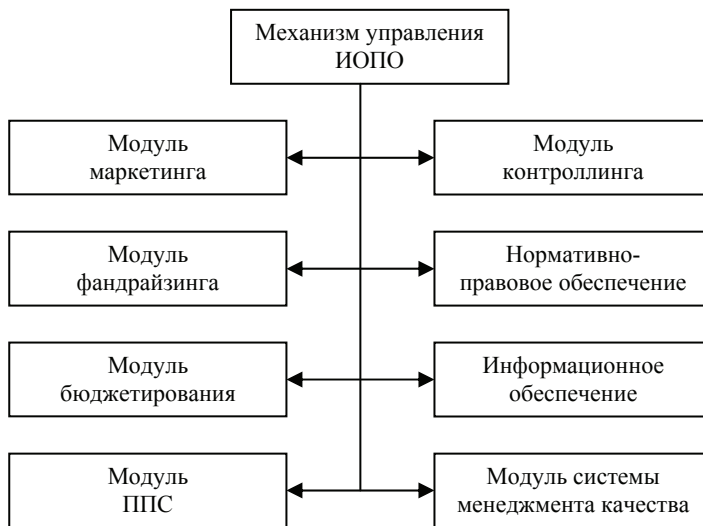 Механизм управления
ИОПО
Модуль
маркетинга
Модуль
контроллинга
Модуль
фандрайзинга
Нормативно-
правовое обеспечение
Модуль
бюджетирования
Информационное
обеспечение
Модуль
ППС
Модуль системы
менеджмента качества